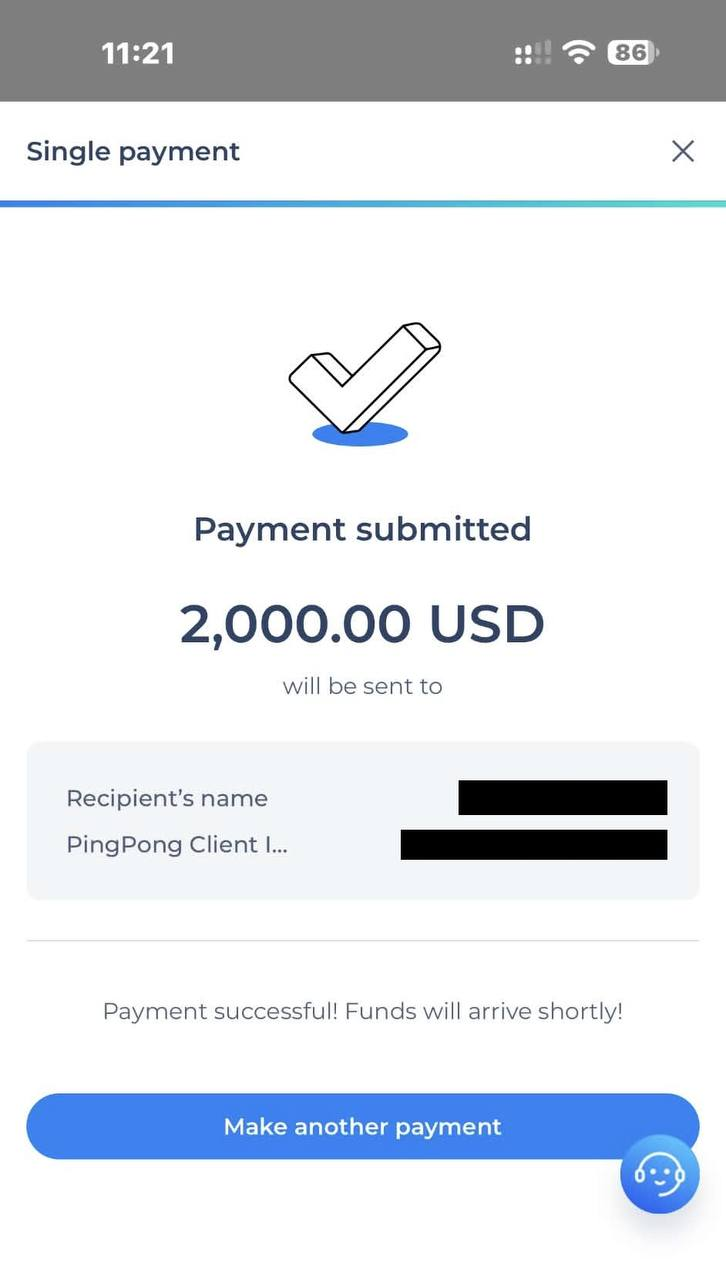 11:21
86
Single payment
Payment submitted
2,000.00 USD
will be sent to
Recipient’s name
PingPong Client I...
Payment successful! Funds will arrive shortly!
Make another payment